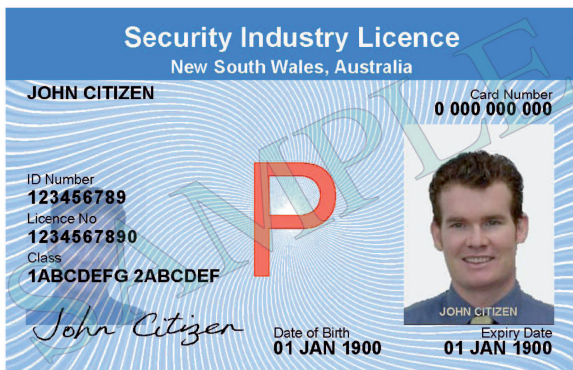 Security Industry Licence
New South Wales, Australia
JOHN CITIZEN
Card Number
0 000 000 000
SAMPLE
P
ID Number
123456789
Licence No
1234567890
Class
1ABCDEFG 2ABCDEF
JOHN CITIZEN
John Citizen
Date of Birth
01 JAN 1900
Expiry Date
01 JAN 1900